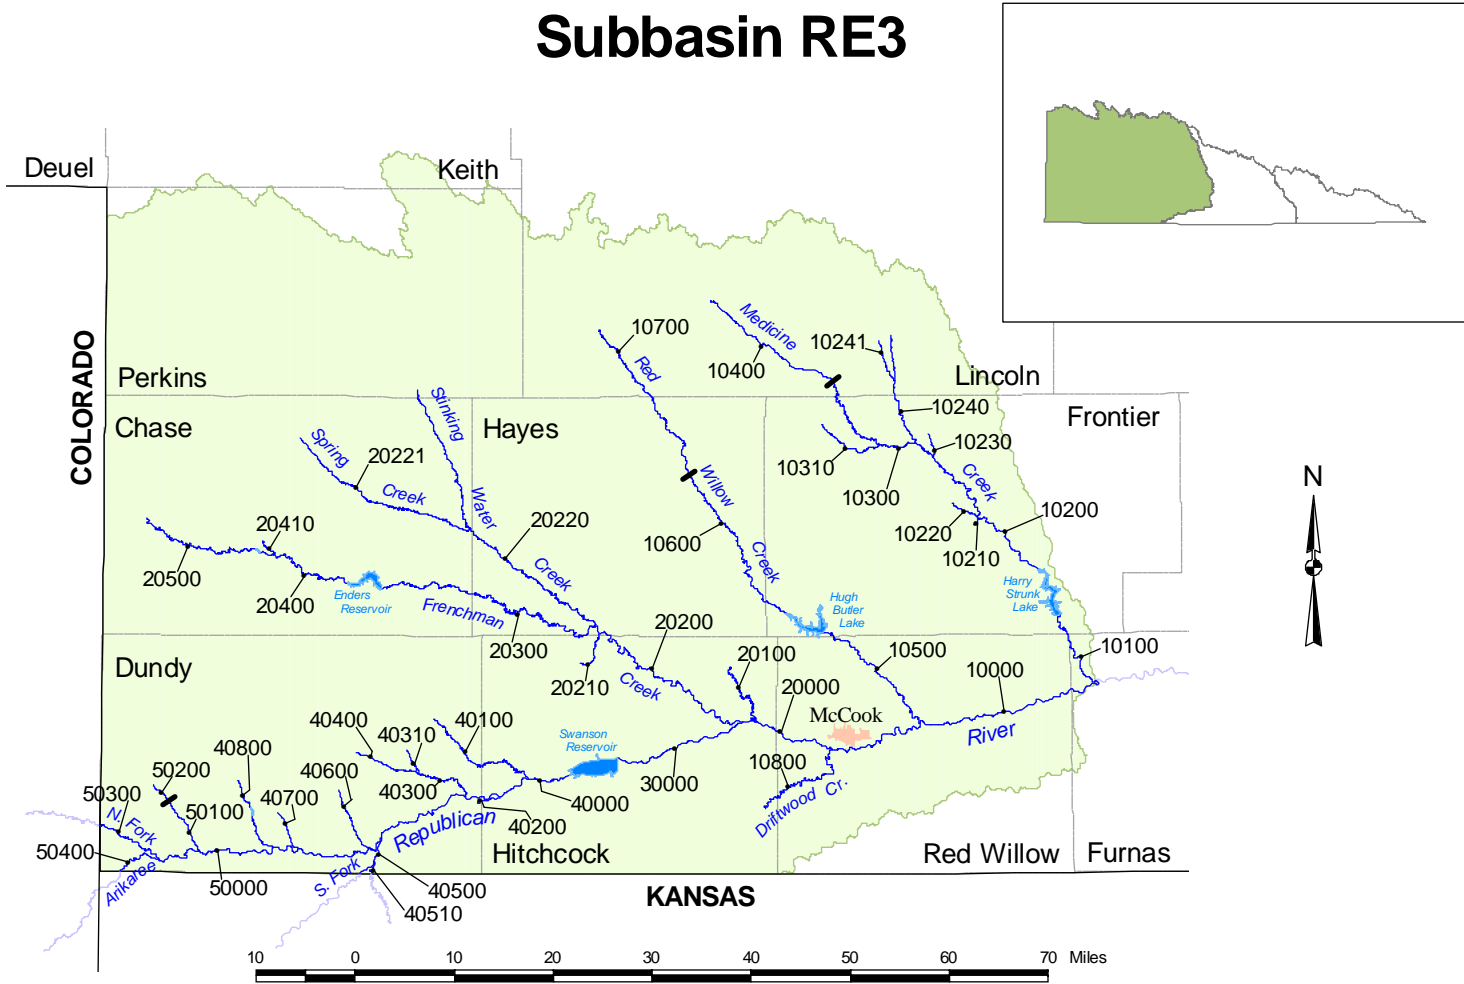 Subbasin RE3
Deuel
Keith
COLORADO
Perkins
Lincoln
Chase
Hayes
Frontier
Dundy
Hitchcock
Red Willow
Furnas
KANSAS
N
10700
Red
Medicine
10400
10241
10240
10230
10310
10300
Creek
10220
10210
10200
Stinking
Water
Creek
Spring
Creek
20221
20220
Willow
Creek
10600
20410
20500
20400
Enders
Reservoir
Frenchman
Creek
20300
20210
20200
Hugh
Butler
Lake
Harry
Strunk
Lake
10500
10100
10000
20100
20000
McCook
River
10800
Driftwood Cr.
Swanson
Reservoir
30000
40400
40310
40100
40800
40600
40700
40300
40000
40200
Republican
50200
50300
50100
N. Fork
50400
Arikaree
50000
S. Fork
40500
40510
10 0 10 20 30 40 50 60 70 Miles